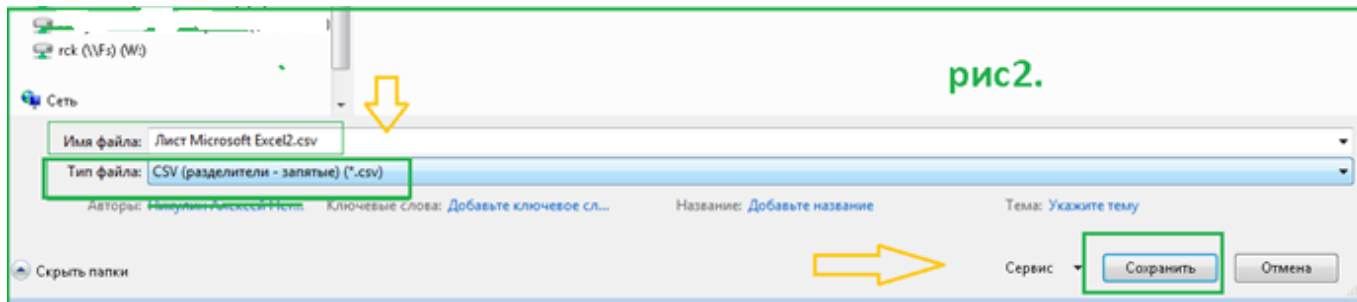 rck (\\Fs) (W:)
рис2.
Сеть
Имя файла: Лист Microsoft Excel2.csv
Тип файла: CSV (разделители - запятые) (*.csv)
Авторы: Ключевые слова: Добавьте ключевое сл... Название: Добавьте название Тема: Укажите тему
Скрыть папки Сервис Сохранить Отмена